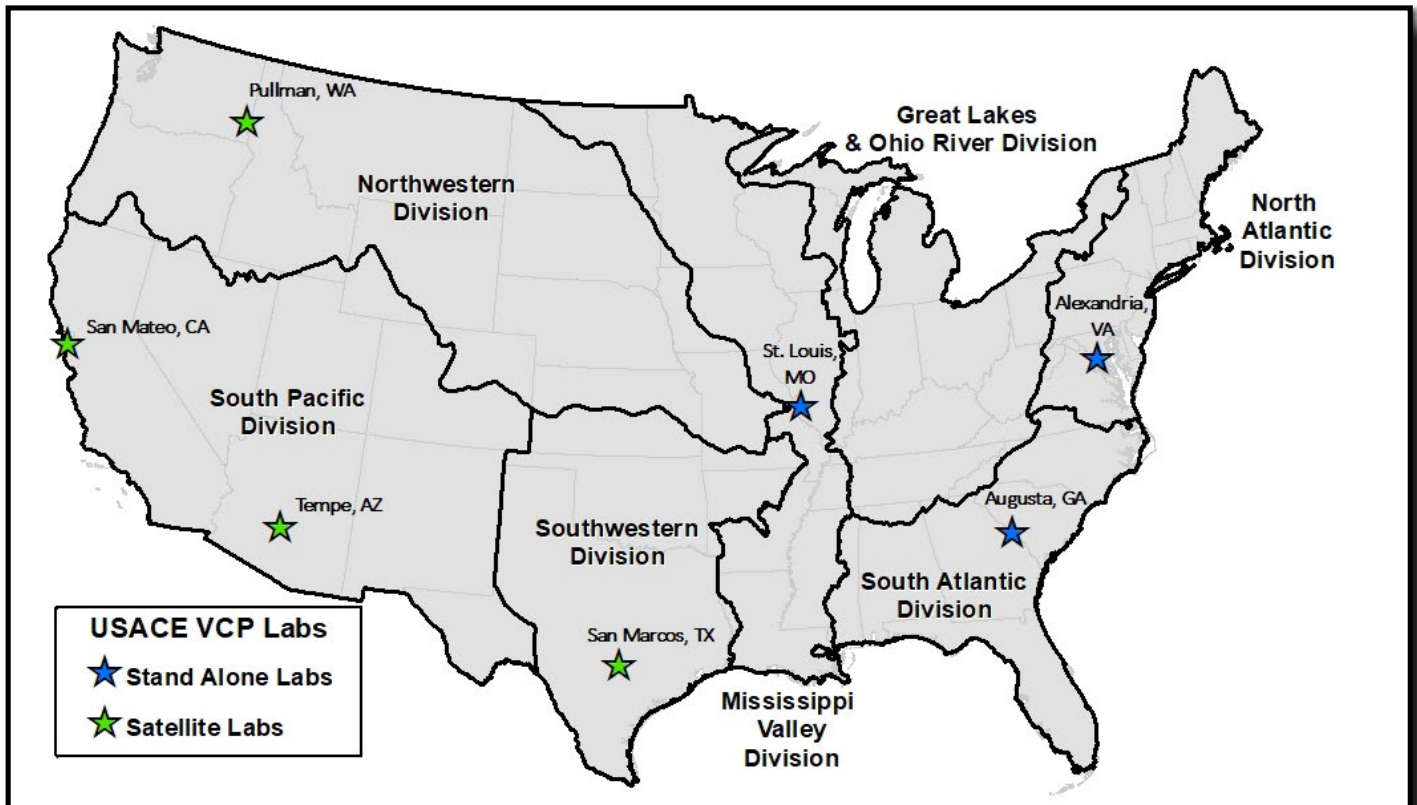 Pullman, WA
Great Lakes
& Ohio River Division
Northwestern
Division
North
Atlantic
Division
San Mateo, CA
Alexandria,
VA
St. Louis,
MO
South Pacific
Division
Tempe, AZ
Augusta, GA
Southwestern
Division
South Atlantic
Division
San Marcos, TX
Mississippi
Valley
Division
USACE VCP Labs
Stand Alone Labs
Satellite Labs